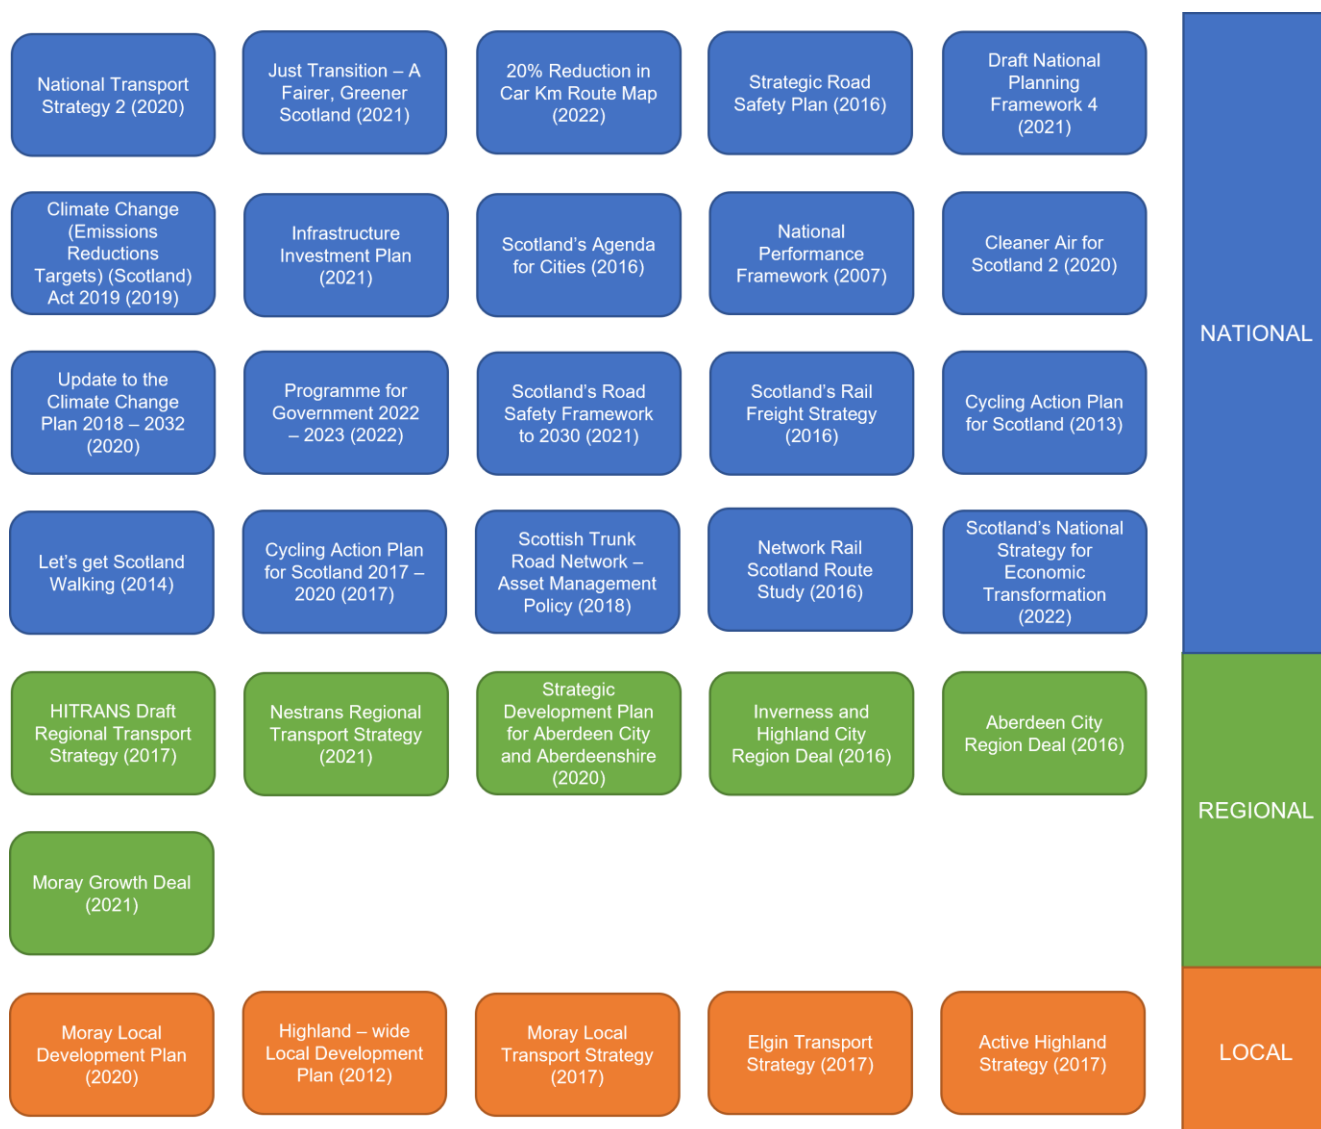 National Transport
Strategy 2 (2020)
Just Transition – A
Fairer, Greener
Scotland (2021)
20% Reduction in
Car Km Route Map
(2022)
Strategic Road
Safety Plan (2016)
Draft National
Planning
Framework 4
(2021)
Climate Change
(Emissions
Reductions
Targets) (Scotland)
Act 2019 (2019)
Infrastructure
Investment Plan
(2021)
Scotland’s Agenda
for Cities (2016)
National
Performance
Framework (2007)
Cleaner Air for
Scotland 2 (2020)
NATIONAL
Update to the
Climate Change
Plan 2018 – 2032
(2020)
Programme for
Government 2022
– 2023 (2022)
Scotland’s Road
Safety Framework
to 2030 (2021)
Scotland’s Rail
Freight Strategy
(2016)
Cycling Action Plan
for Scotland (2013)
Let’s get Scotland
Walking (2014)
Cycling Action Plan
for Scotland 2017 –
2020 (2017)
Scottish Trunk
Road Network –
Asset Management
Policy (2018)
Network Rail
Scotland Route
Study (2016)
Scotland’s National
Strategy for
Economic
Transformation
(2022)
HITRANS Draft
Regional Transport
Strategy (2017)
Nestrans Regional
Transport Strategy
(2021)
Strategic
Development Plan
for Aberdeen City
and Aberdeenshire
(2020)
Inverness and
Highland City
Region Deal (2016)
Aberdeen City
Region Deal (2016)
REGIONAL
Moray Growth Deal
(2021)
Moray Local
Development Plan
(2020)
Highland – wide
Local Development
Plan (2012)
Moray Local
Transport Strategy
(2017)
Elgin Transport
Strategy (2017)
Active Highland
Strategy (2017)
LOCAL